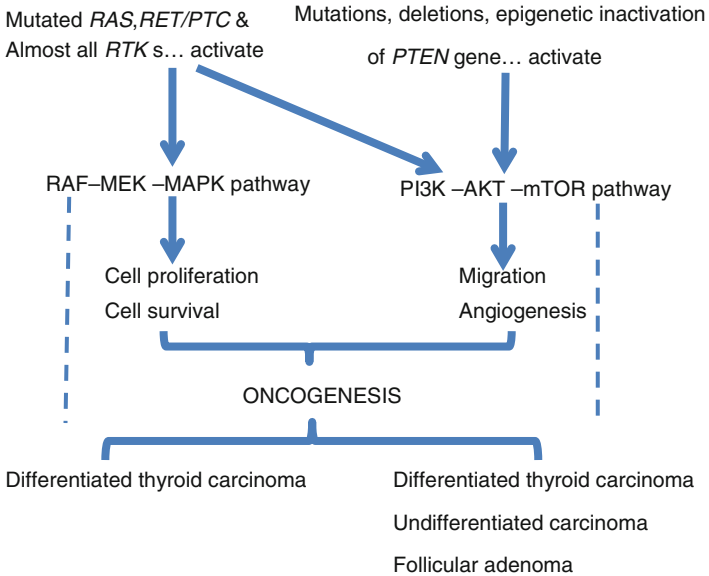 Mutated RAS,RET/PTC &
Almost all RTK s… activate
Mutations, deletions, epigenetic inactivation
of PTEN gene… activate
RAF–MEK –MAPK pathway
PI3K –AKT –mTOR pathway
Cell proliferation
Cell survival
Migration
Angiogenesis
ONCOGENESIS
Differentiated thyroid carcinoma
Differentiated thyroid carcinoma
Undifferentiated carcinoma
Follicular adenoma